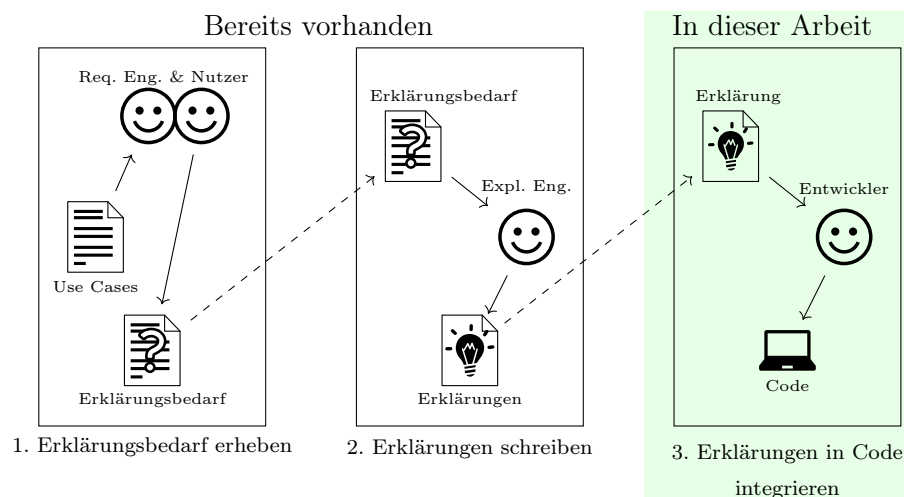 Bereits vorhanden
In dieser Arbeit
Req. Eng. & Nutzer
Use Cases
Erklärungsbedarf
1. Erklärungsbedarf erheben
Erklärungsbedarf
Expl. Eng.
Erklärungen
2. Erklärungen schreiben
Erklärung
Entwickler
Code
3. Erklärungen in Code
integrieren